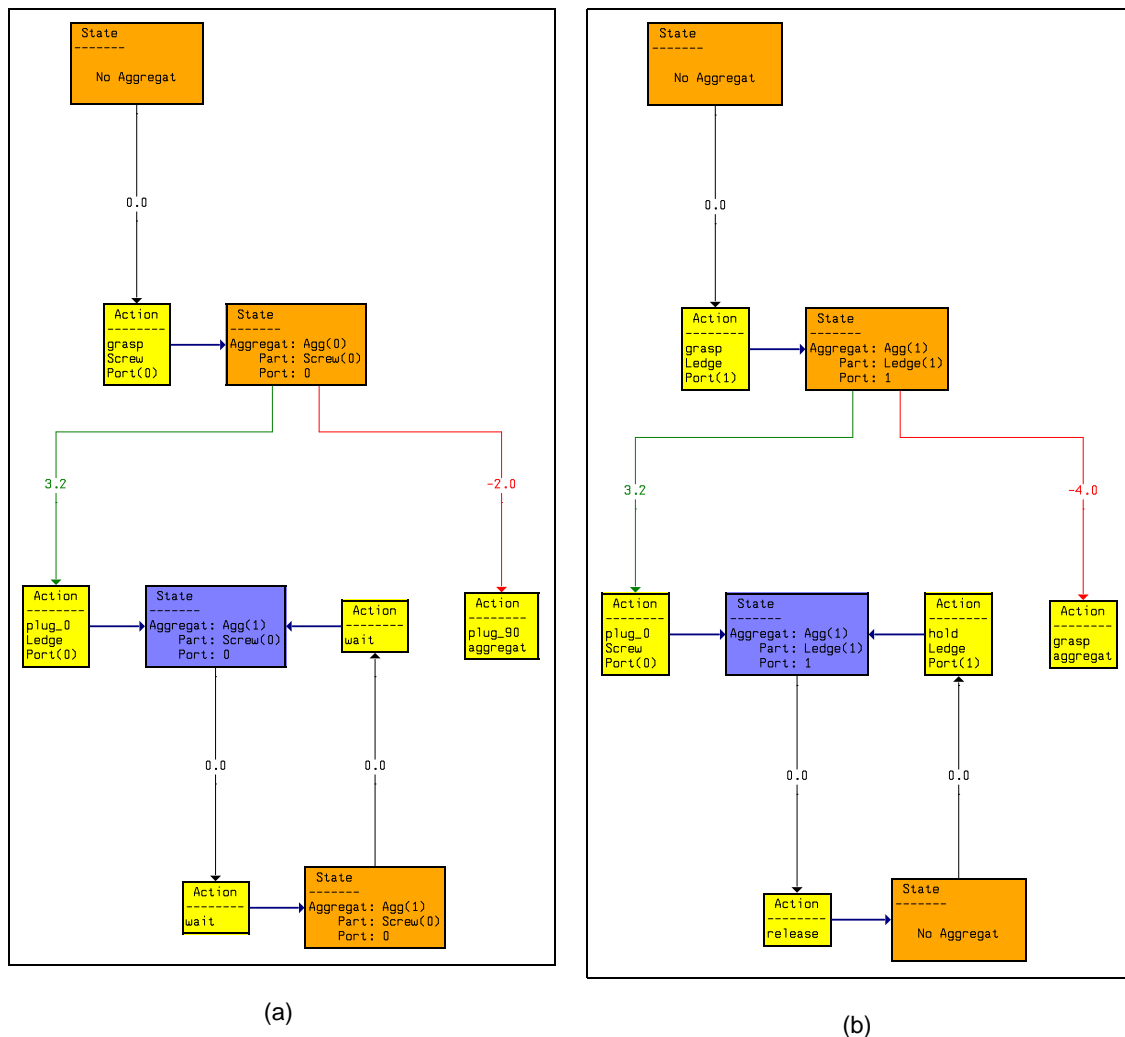 State
-------
No Aggregat
0.0
Action
--------
grasp
Screw
Port(0)
State
-------
Aggregat: Agg(0)
Part: Screw(0)
Port: 0
3.2
-2.0
Action
--------
plug_0
Ledge
Port(0)
State
-------
Aggregat: Agg(1)
Part: Screw(0)
Port: 0
Action
--------
wait
Action
--------
plug_90
aggregat
0.0
0.0
Action
--------
wait
State
-------
Aggregat: Agg(1)
Part: Screw(0)
Port: 0
(a)
State
-------
No Aggregat
0.0
Action
--------
grasp
Ledge
Port(1)
State
-------
Aggregat: Agg(1)
Part: Ledge(1)
Port: 1
3.2
-4.0
Action
--------
plug_0
Screw
Port(0)
State
-------
Aggregat: Agg(1)
Part: Ledge(1)
Port: 1
Action
--------
hold
Ledge
Port(1)
Action
--------
grasp
aggregat
0.0
0.0
Action
--------
release
State
-------
No Aggregat
(b)